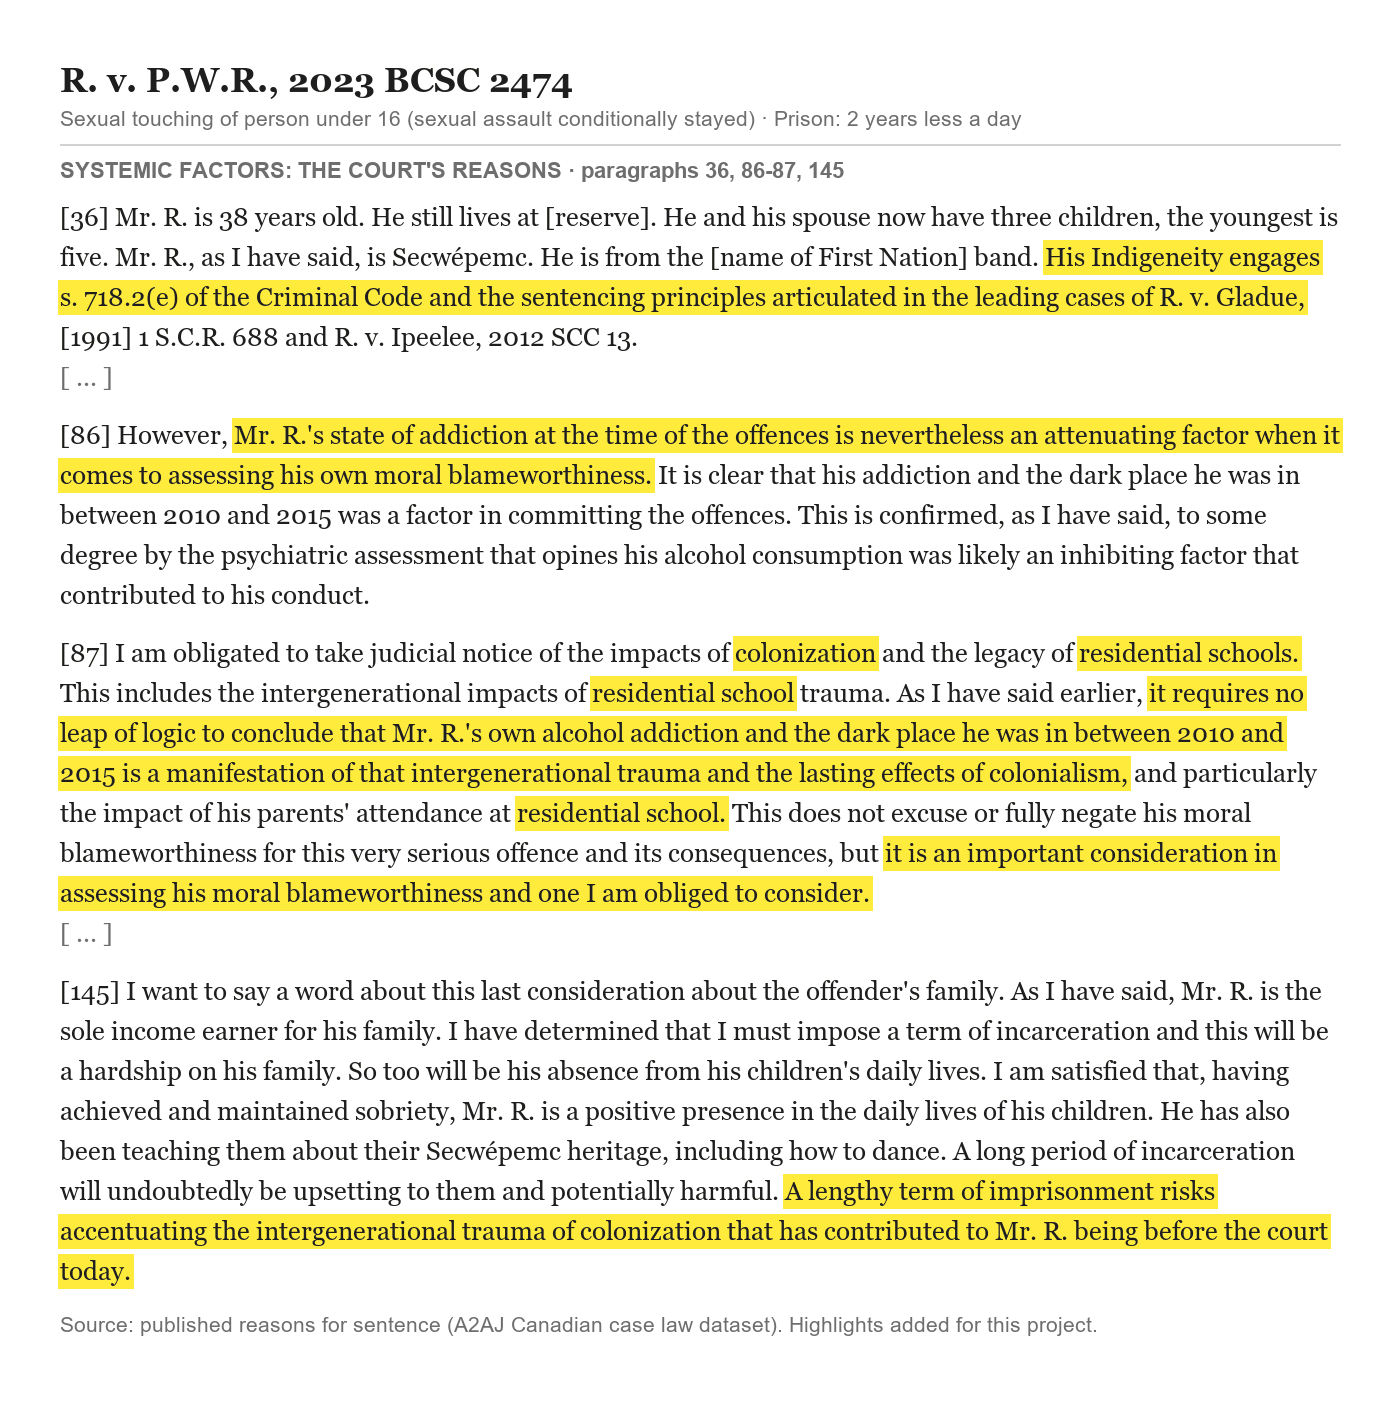 R. v. P.W.R., 2023 BCSC 2474
Sexual touching of person under 16 (sexual assault conditionally stayed) · Prison: 2 years less a day
SYSTEMIC FACTORS: THE COURT'S REASONS · paragraphs 36, 86-87, 145
[36] Mr. R. is 38 years old. He still lives at [reserve]. He and his spouse now have three children, the youngest is
five. Mr. R., as I have said, is Secwépemc. He is from the [name of First Nation] band. His Indigeneity engages
s. 718.2(e) of the Criminal Code and the sentencing principles articulated in the leading cases of R. v. Gladue,
[1991] 1 S.C.R. 688 and R. v. Ipeelee, 2012 SCC 13.
[ ... ]
[86] However, Mr. R.'s state of addiction at the time of the offences is nevertheless an attenuating factor when it
comes to assessing his own moral blameworthiness. It is clear that his addiction and the dark place he was in
between 2010 and 2015 was a factor in committing the offences. This is confirmed, as I have said, to some
degree by the psychiatric assessment that opines his alcohol consumption was likely an inhibiting factor that
contributed to his conduct.
[87] I am obligated to take judicial notice of the impacts of colonization and the legacy of residential schools.
This includes the intergenerational impacts of residential school trauma. As I have said earlier, it requires no
leap of logic to conclude that Mr. R.'s own alcohol addiction and the dark place he was in between 2010 and
2015 is a manifestation of that intergenerational trauma and the lasting effects of colonialism, and particularly
the impact of his parents' attendance at residential school. This does not excuse or fully negate his moral
blameworthiness for this very serious offence and its consequences, but it is an important consideration in
assessing his moral blameworthiness and one I am obliged to consider.
[ ... ]
[145] I want to say a word about this last consideration about the offender's family. As I have said, Mr. R. is the
sole income earner for his family. I have determined that I must impose a term of incarceration and this will be
a hardship on his family. So too will be his absence from his children's daily lives. I am satisfied that, having
achieved and maintained sobriety, Mr. R. is a positive presence in the daily lives of his children. He has also
been teaching them about their Secwépemc heritage, including how to dance. A long period of incarceration
will undoubtedly be upsetting to them and potentially harmful. A lengthy term of imprisonment risks
accentuating the intergenerational trauma of colonization that has contributed to Mr. R. being before the court
today.
Source: published reasons for sentence (A2AJ Canadian case law dataset). Highlights added for this project.